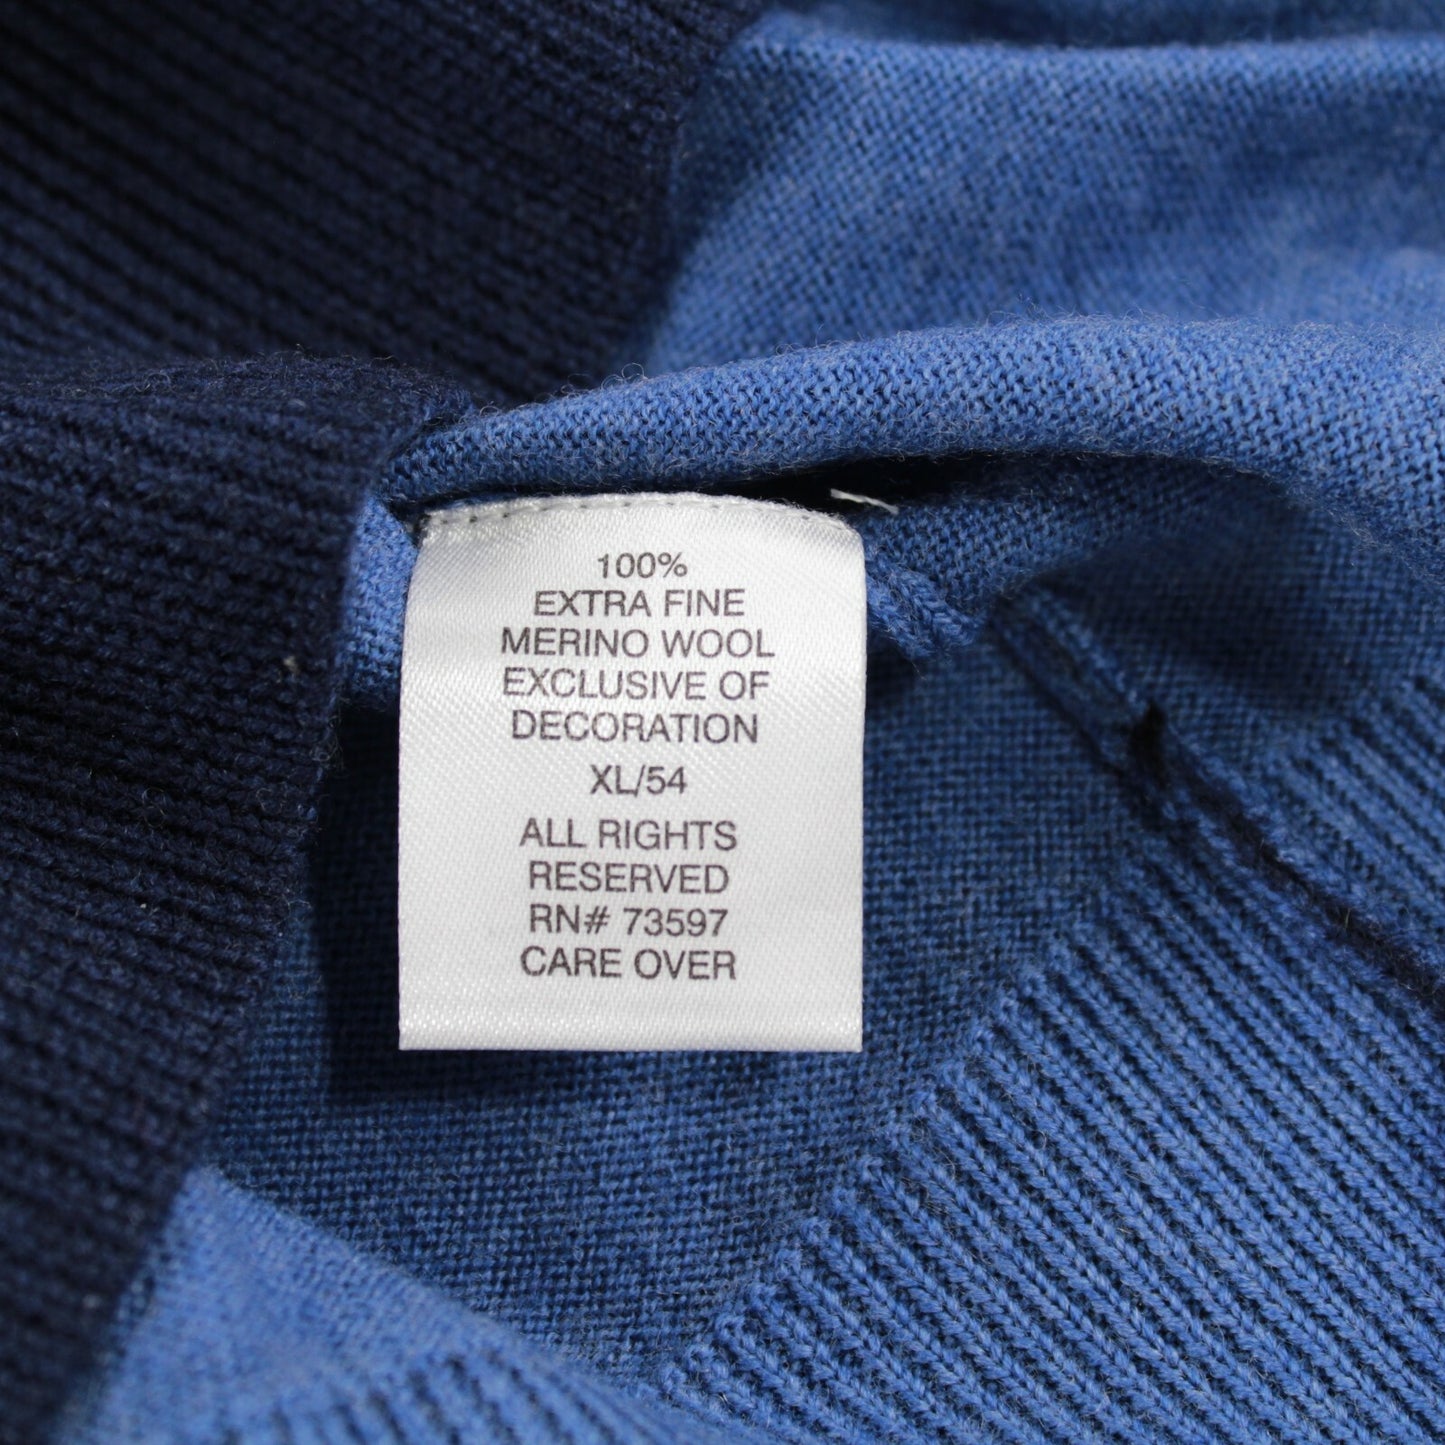 100%
EXTRA FINE
MERINO WOOL
EXCLUSIVE OF
DECORATION
XL/54
ALL RIGHTS
RESERVED
RN# 73597
CARE OVER